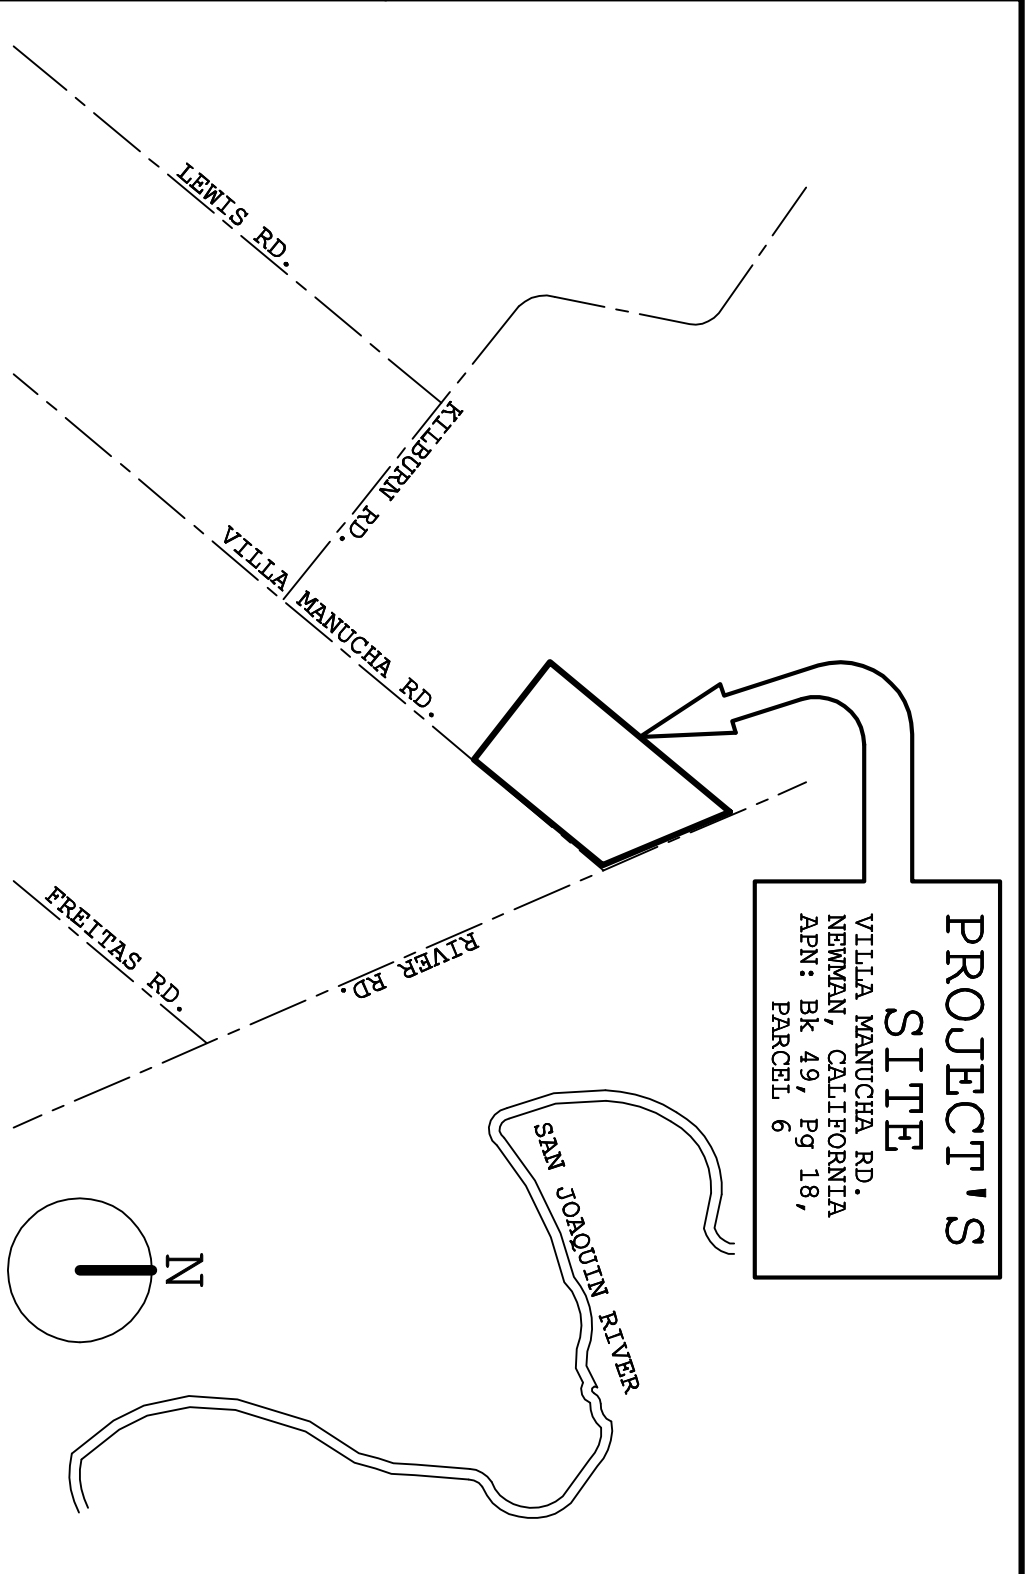 PROJECT'S
SITE
VILLA MANUCHA RD.
NEWMAN, CALIFORNIA
APN: Bk 49, Pg 18,
PARCEL 6
LEWIS RD.
KILBURN RD.
VILLA MANUCHA RD.
RIVER RD.
FREITAS RD.
SAN JOAQUIN RIVER
N